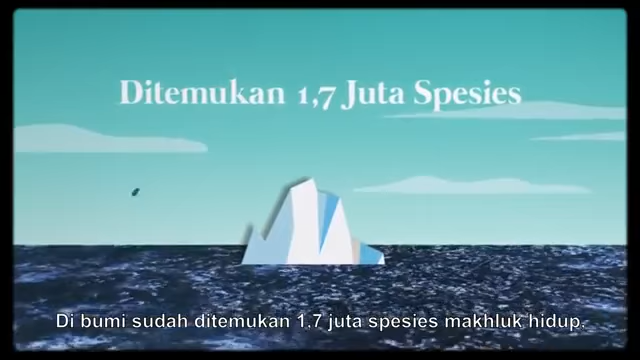 Ditemukan 1,7 Juta Spesies
Di bumi sudah ditemukan 1,7 juta spesies makhluk hidup.